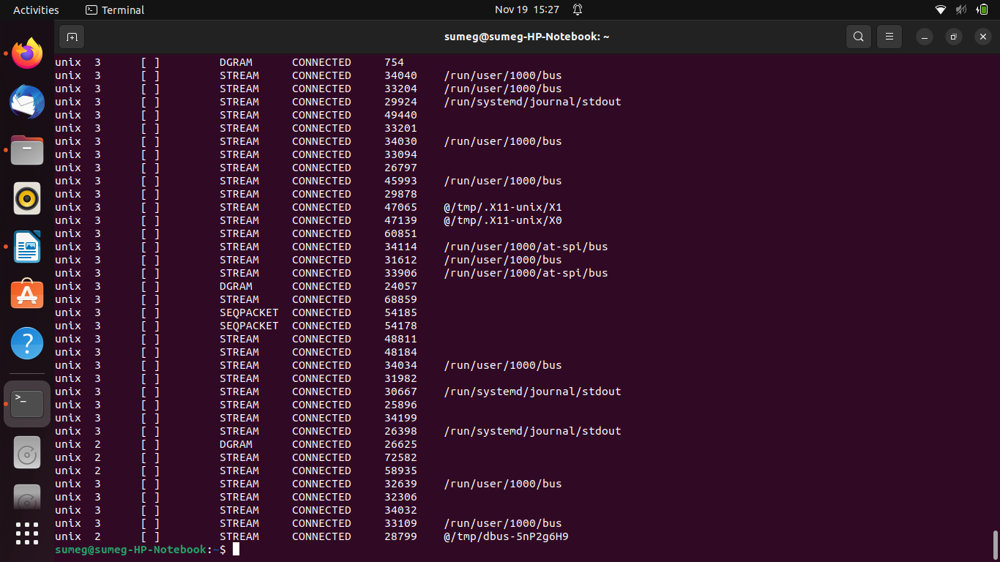 Activities Terminal Nov 19 15:27
sumeg@sumeg-HP-Notebook: ~
unix 3 [ ] DGRAM CONNECTED 754
unix 3 [ ] STREAM CONNECTED 34040 /run/user/1000/bus
unix 3 [ ] STREAM CONNECTED 33204 /run/user/1000/bus
unix 3 [ ] STREAM CONNECTED 29924 /run/systemd/journal/stdout
unix 3 [ ] STREAM CONNECTED 49440
unix 3 [ ] STREAM CONNECTED 33201
unix 3 [ ] STREAM CONNECTED 34030 /run/user/1000/bus
unix 3 [ ] STREAM CONNECTED 33094
unix 3 [ ] STREAM CONNECTED 26797
unix 3 [ ] STREAM CONNECTED 45993 /run/user/1000/bus
unix 3 [ ] STREAM CONNECTED 29878
unix 3 [ ] STREAM CONNECTED 47065 @/tmp/.X11-unix/X1
unix 3 [ ] STREAM CONNECTED 47139 @/tmp/.X11-unix/X0
unix 3 [ ] STREAM CONNECTED 60851
unix 3 [ ] STREAM CONNECTED 34114 /run/user/1000/at-spi/bus
unix 3 [ ] STREAM CONNECTED 31612 /run/user/1000/bus
unix 3 [ ] STREAM CONNECTED 33906 /run/user/1000/at-spi/bus
unix 3 [ ] DGRAM CONNECTED 24057
unix 3 [ ] STREAM CONNECTED 68859
unix 3 [ ] SEQPACKET CONNECTED 54185
unix 3 [ ] SEQPACKET CONNECTED 54178
unix 3 [ ] STREAM CONNECTED 48811
unix 3 [ ] STREAM CONNECTED 48184
unix 3 [ ] STREAM CONNECTED 34034 /run/user/1000/bus
unix 3 [ ] STREAM CONNECTED 31982
unix 3 [ ] STREAM CONNECTED 30667 /run/systemd/journal/stdout
unix 3 [ ] STREAM CONNECTED 25896
unix 3 [ ] STREAM CONNECTED 34199
unix 3 [ ] STREAM CONNECTED 26398 /run/systemd/journal/stdout
unix 2 [ ] DGRAM CONNECTED 26625
unix 2 [ ] STREAM CONNECTED 72582
unix 2 [ ] STREAM CONNECTED 58935
unix 3 [ ] STREAM CONNECTED 32639 /run/user/1000/bus
unix 3 [ ] STREAM CONNECTED 32306
unix 3 [ ] STREAM CONNECTED 34032
unix 3 [ ] STREAM CONNECTED 33109 /run/user/1000/bus
unix 2 [ ] STREAM CONNECTED 28799 @/tmp/dbus-5nP2g6H9
sumeg@sumeg-HP-Notebook:~$